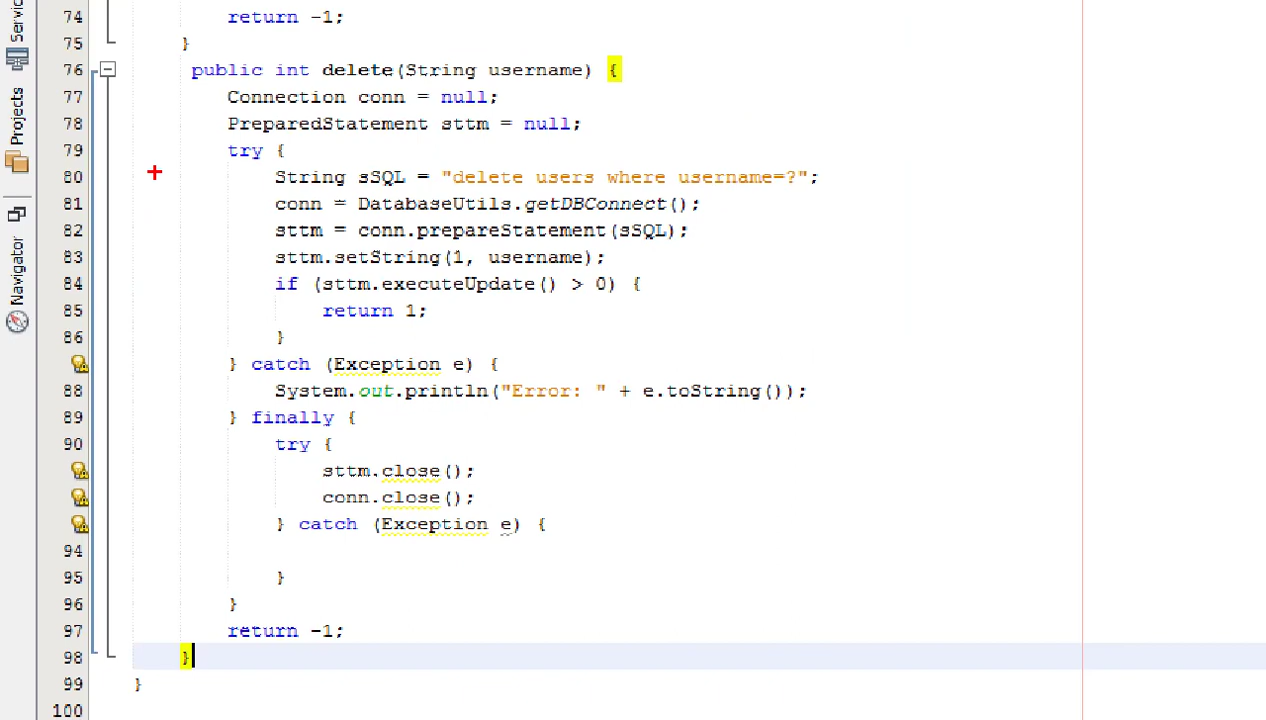 Servic
Projects
Navigator
74 return -1;
75 }
76 public int delete(String username) {
77 Connection conn = null;
78 PreparedStatement sttm = null;
79 try {
80 String sSQL = "delete users where username=?";
81 conn = DatabaseUtils.getDBConnect();
82 sttm = conn.prepareStatement(sSQL);
83 sttm.setString(1, username);
84 if (sttm.executeUpdate() > 0) {
85 return 1;
86 }
} catch (Exception e) {
88 System.out.println("Error: " + e.toString());
89 } finally {
90 try {
sttm.close();
conn.close();
} catch (Exception e) {
94
95 }
96 }
97 return -1;
98 }
99 }
100